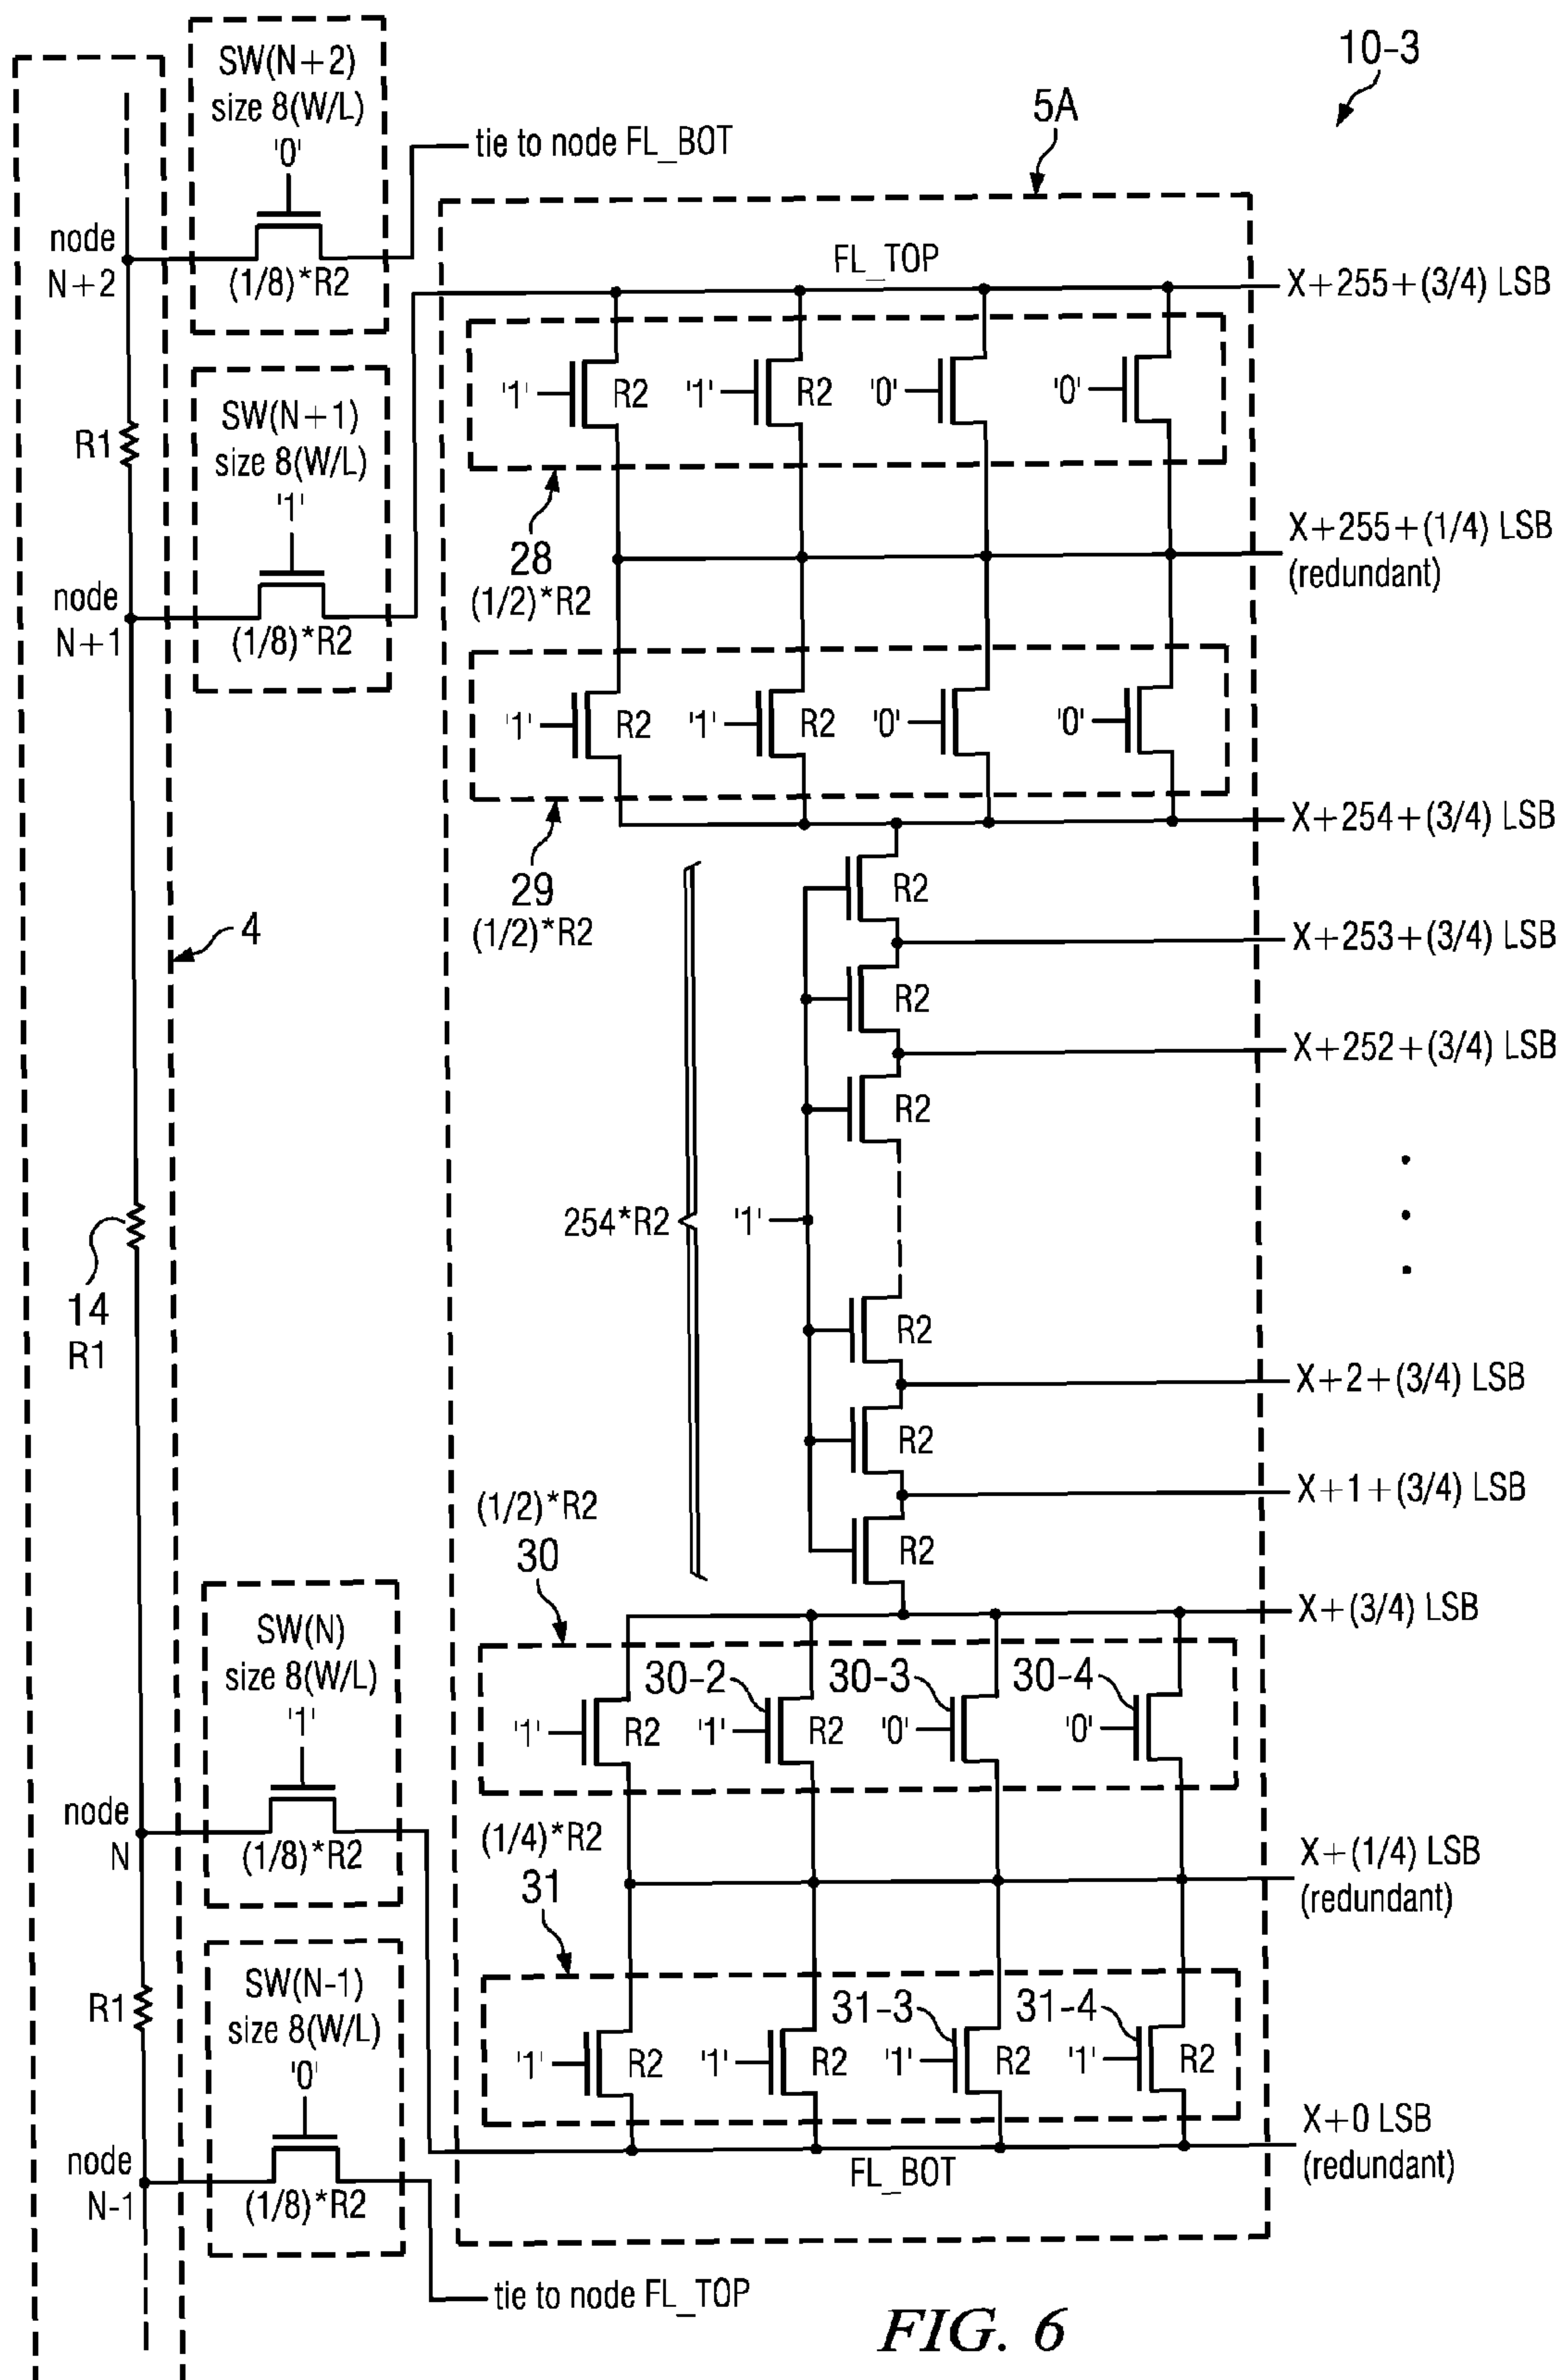 10-3
SW(N+2)
size 8(W/L)
'0'
tie to node FL_BOT
5A
node
N+2
(1/8)*R2
FL_TOP
X+255+(3/4) LSB
SW(N+1)
size 8(W/L)
'1'
R1
'1'
R2
'1'
R2
'0'
'0'
28
(1/2)*R2
X+255+(1/4) LSB
(redundant)
node
N+1
(1/8)*R2
'1'
R2
'1'
R2
'0'
'0'
29
(1/2)*R2
X+254+(3/4) LSB
4
R2
X+253+(3/4) LSB
R2
X+252+(3/4) LSB
R2
254*R2
'1'
14
R1
R2
X+2+(3/4) LSB
R2
X+1+(3/4) LSB
(1/2)*R2
30
R2
X+(3/4) LSB
SW(N)
size 8(W/L)
'1'
30-2
30-3
30-4
'1'
R2
'1'
R2
'0'
'0'
node
N
(1/8)*R2
(1/4)*R2
31
X+(1/4) LSB
(redundant)
R1
SW(N-1)
size 8(W/L)
'0'
31-3
31-4
'1'
R2
'1'
R2
'1'
R2
'1'
R2
X+0 LSB
(redundant)
node
N-1
(1/8)*R2
FL_BOT
tie to node FL_TOP
FIG. 6